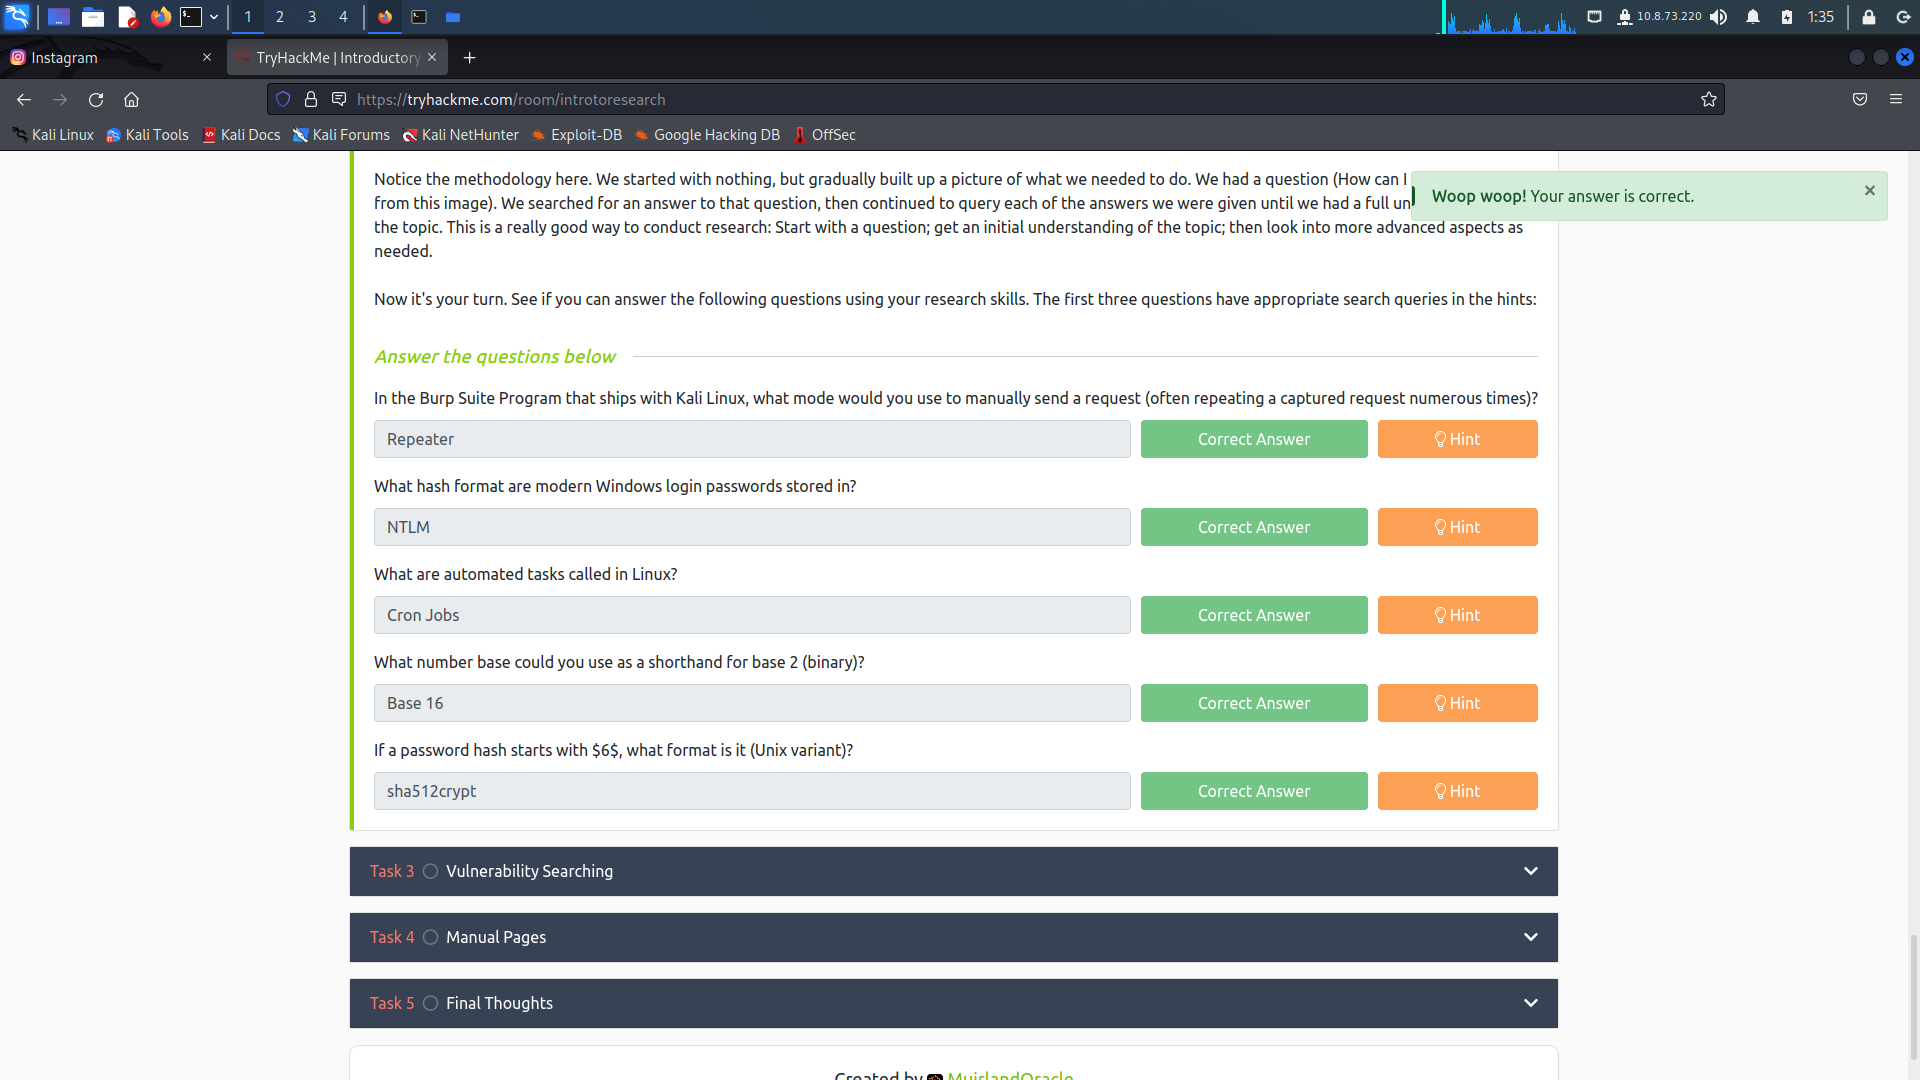 1 2 3 4 10.8.73.220 1:35
Instagram TryHackMe | Introductory
https://tryhackme.com/room/introtoresearch
Kali Linux Kali Tools Kali Docs Kali Forums Kali NetHunter Exploit-DB Google Hacking DB OffSec
Notice the methodology here. We started with nothing, but gradually built up a picture of what we needed to do. We had a question (How can I
Woop woop! Your answer is correct.
from this image). We searched for an answer to that question, then continued to query each of the answers we were given until we had a full un
the topic. This is a really good way to conduct research: Start with a question; get an initial understanding of the topic; then look into more advanced aspects as
needed.
Now it's your turn. See if you can answer the following questions using your research skills. The first three questions have appropriate search queries in the hints:
Answer the questions below
In the Burp Suite Program that ships with Kali Linux, what mode would you use to manually send a request (often repeating a captured request numerous times)?
Repeater Correct Answer Hint
What hash format are modern Windows login passwords stored in?
NTLM Correct Answer Hint
What are automated tasks called in Linux?
Cron Jobs Correct Answer Hint
What number base could you use as a shorthand for base 2 (binary)?
Base 16 Correct Answer Hint
If a password hash starts with $6$, what format is it (Unix variant)?
sha512crypt Correct Answer Hint
Task 3 Vulnerability Searching
Task 4 Manual Pages
Task 5 Final Thoughts
Created by MuirlandOracle